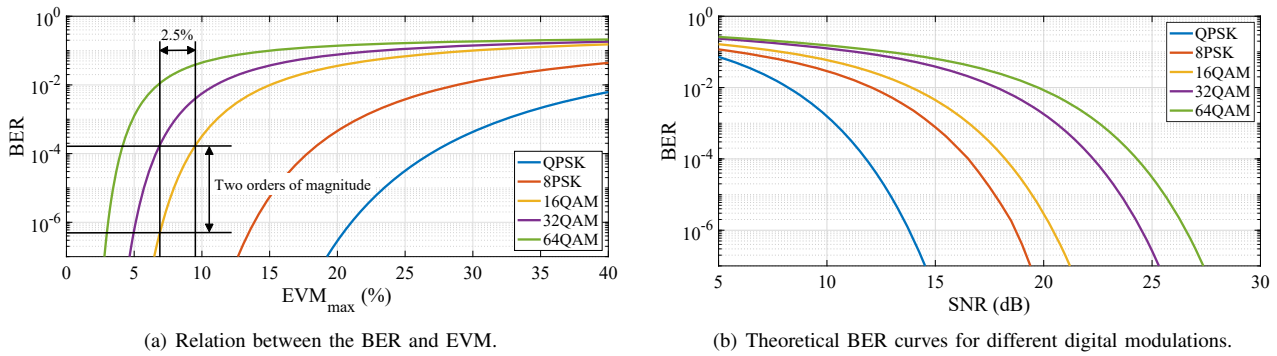 10^0
10^-2
10^-4
10^-6
BER
2.5%
Two orders of magnitude
QPSK
8PSK
16QAM
32QAM
64QAM
0 5 10 15 20 25 30 35 40
EVM_max (%)
(a) Relation between the BER and EVM.
10^0
10^-2
10^-4
10^-6
BER
QPSK
8PSK
16QAM
32QAM
64QAM
5 10 15 20 25 30
SNR (dB)
(b) Theoretical BER curves for different digital modulations.